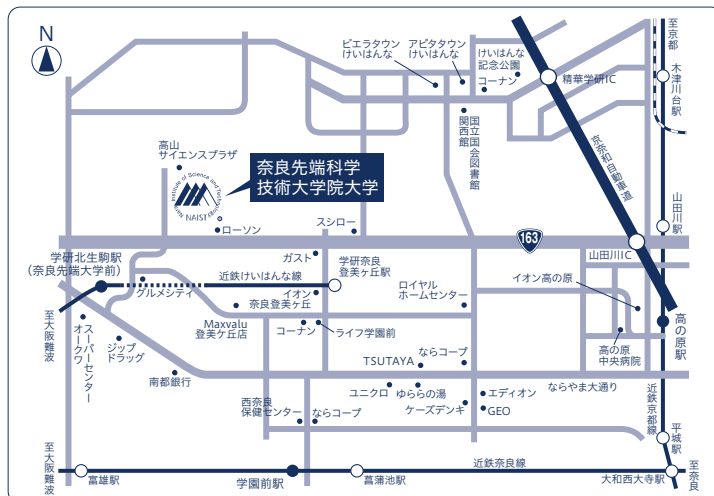 N
至京都
木津川台駅
ピエラタウン
けいはんな
アピタタウン
けいはんな
けいはんな
記念公園
コーナン
精華学研IC
国立国会図書館
関西館
京奈和自動車道
高山
サイエンスプラザ
Institute of Science and Technology
NAIST
奈良先端科学
技術大学院大学
ローソン
スシロー
山田川駅
163
山田川IC
学研北生駒駅
(奈良先端大学前)
近鉄けいはんな線
ガスト
学研奈良
登美ヶ丘駅
グルメシティ
イオン
奈良登美ヶ丘
ロイヤル
ホームセンター
イオン高の原
至大阪難波
スーパーセンター
オークワ
ジップ
ドラッグ
Maxvalu
登美ケ丘店
コーナン
ライフ学園前
高の原駅
高の原
中央病院
TSUTAYA
ならコープ
南都銀行
ユニクロ
ゆららの湯
ケーズデンキ
エディオン
GEO
ならやま大通り
西奈良
保健センター
ならコープ
近鉄京都線
平城駅
至大阪難波
富雄駅
学園前駅
菖蒲池駅
近鉄奈良線
大和西大寺駅
至奈良